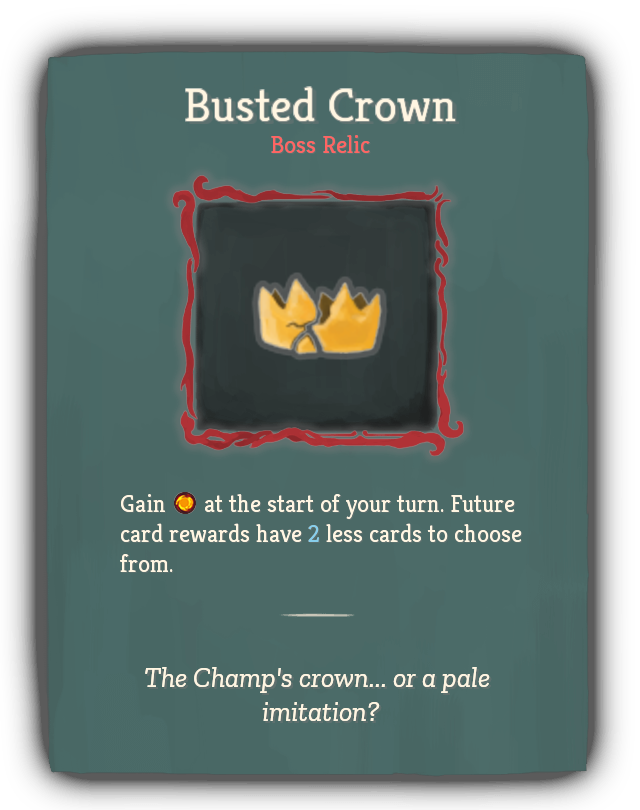 Busted Crown
Boss Relic
Gain at the start of your turn. Future
card rewards have 2 less cards to choose
from.
The Champ's crown... or a pale
imitation?